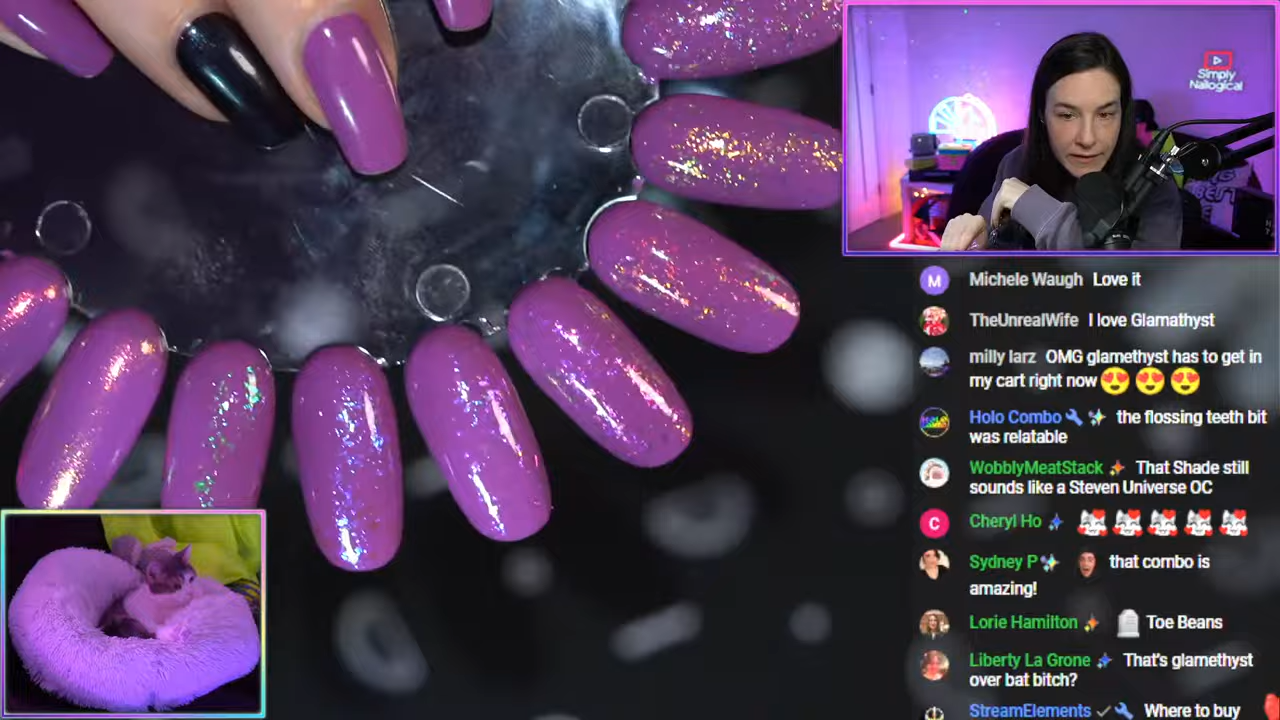 Simply
Nailogical
Michele Waugh Love it
TheUnrealWife I love Glamathyst
milly larz OMG glamethyst has to get in
my cart right now
Holo Combo the flossing teeth bit
was relatable
WobblyMeatStack That Shade still
sounds like a Steven Universe OC
Cheryl Ho
Sydney P that combo is
amazing!
Lorie Hamilton Toe Beans
Liberty La Grone That's glamethyst
over bat bitch?
StreamElements Where to buy